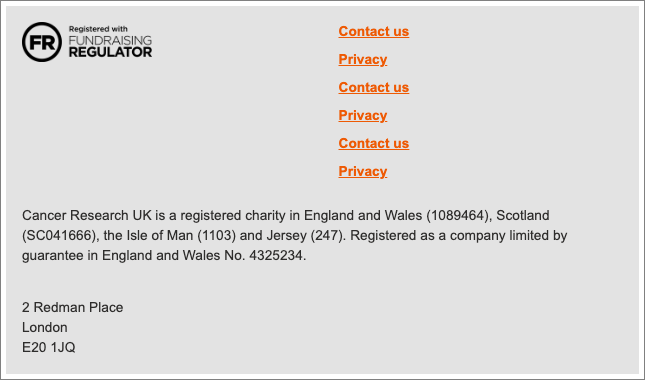 FR
Registered with
FUNDRAISING
REGULATOR
Contact us
Privacy
Contact us
Privacy
Contact us
Privacy
Cancer Research UK is a registered charity in England and Wales (1089464), Scotland
(SC041666), the Isle of Man (1103) and Jersey (247). Registered as a company limited by
guarantee in England and Wales No. 4325234.
2 Redman Place
London
E20 1JQ